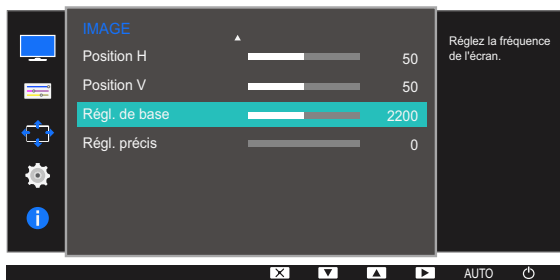 IMAGE
Position H 50
Position V 50
Régl. de base 2200
Régl. précis 0
Réglez la fréquence
de l'écran.
AUTO